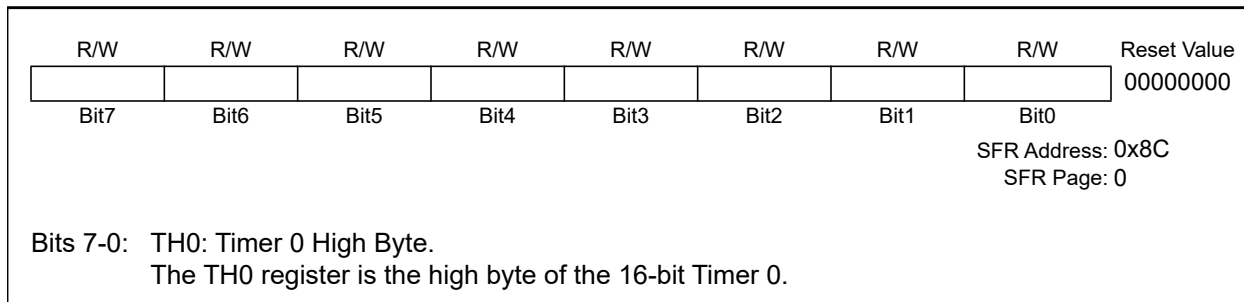 R/W R/W R/W R/W R/W R/W R/W R/W Reset Value
00000000
Bit7 Bit6 Bit5 Bit4 Bit3 Bit2 Bit1 Bit0
SFR Address: 0x8C
SFR Page: 0
Bits 7-0: TH0: Timer 0 High Byte.
The TH0 register is the high byte of the 16-bit Timer 0.